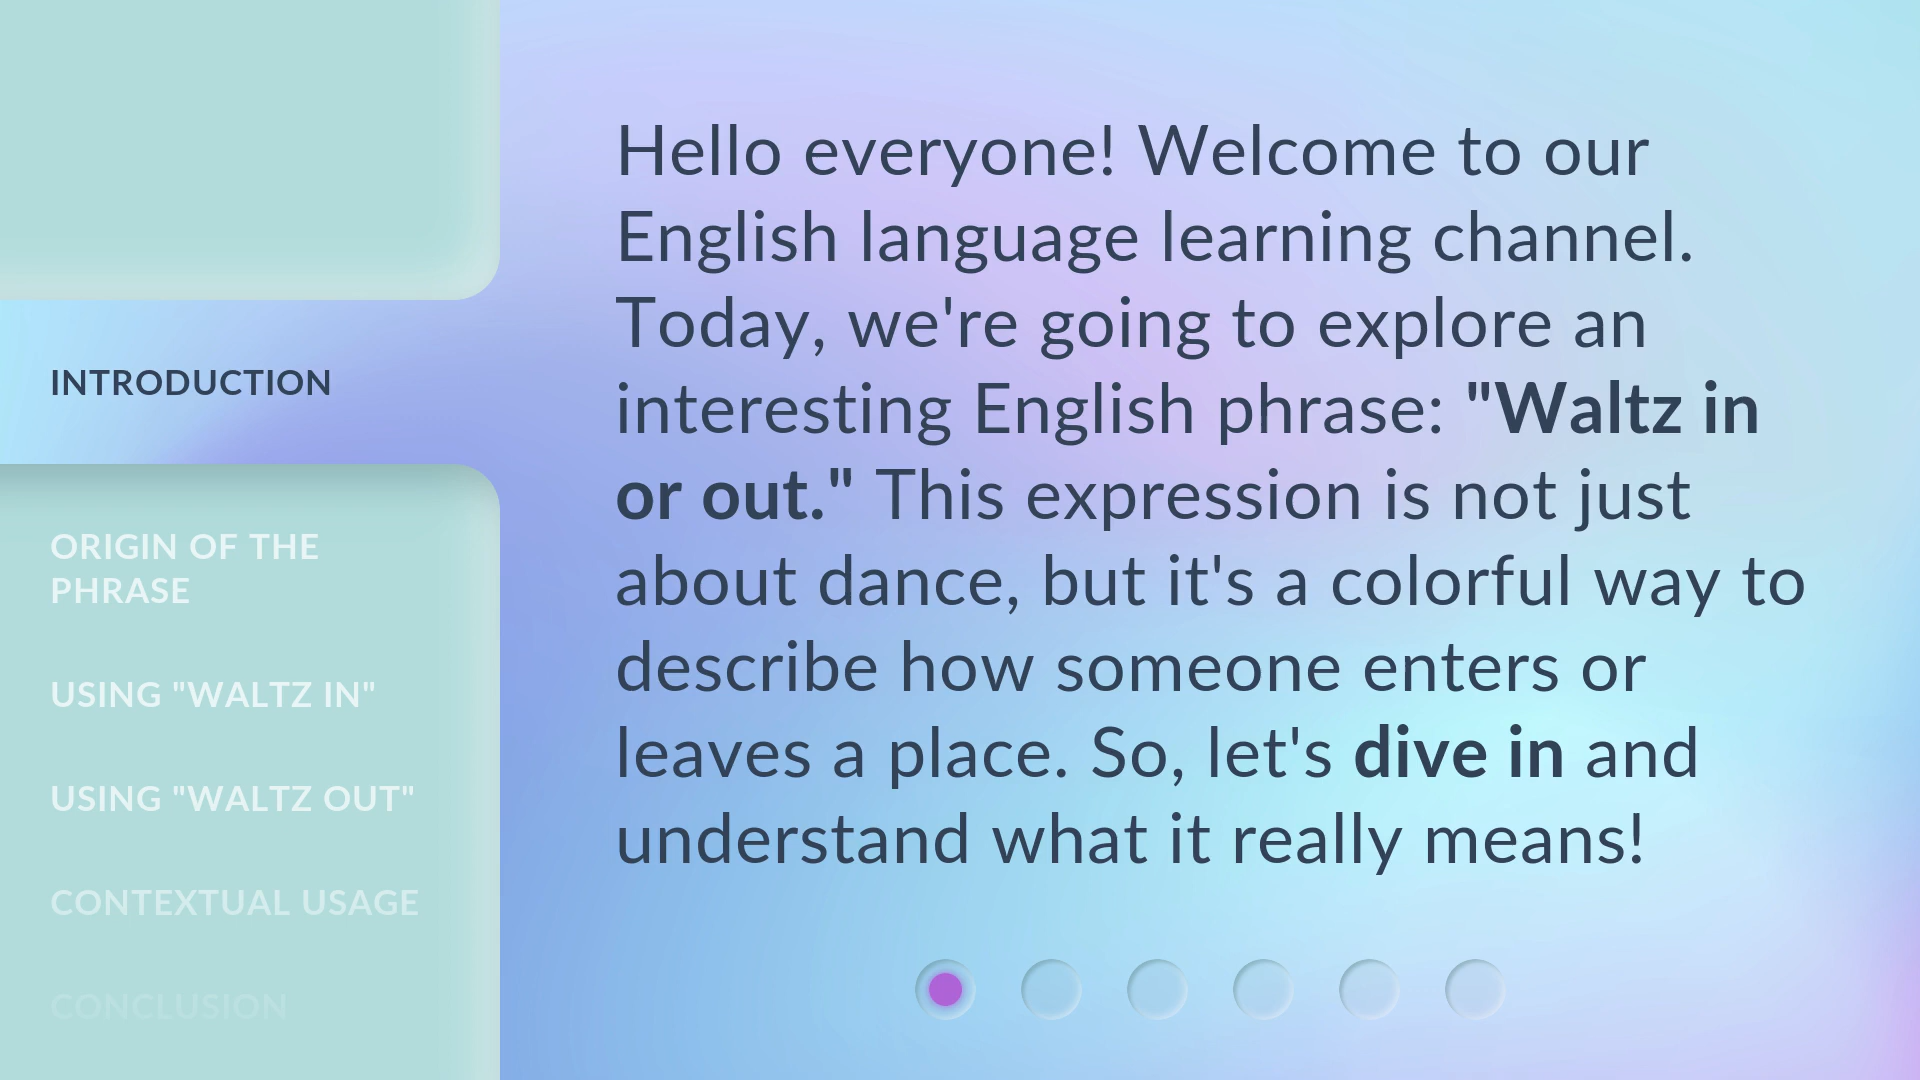 INTRODUCTION
ORIGIN OF THE
PHRASE
USING "WALTZ IN"
USING "WALTZ OUT"
CONTEXTUAL USAGE
CONCLUSION
Hello everyone! Welcome to our
English language learning channel.
Today, we're going to explore an
interesting English phrase: "Waltz in
or out." This expression is not just
about dance, but it's a colorful way to
describe how someone enters or
leaves a place. So, let's dive in and
understand what it really means!